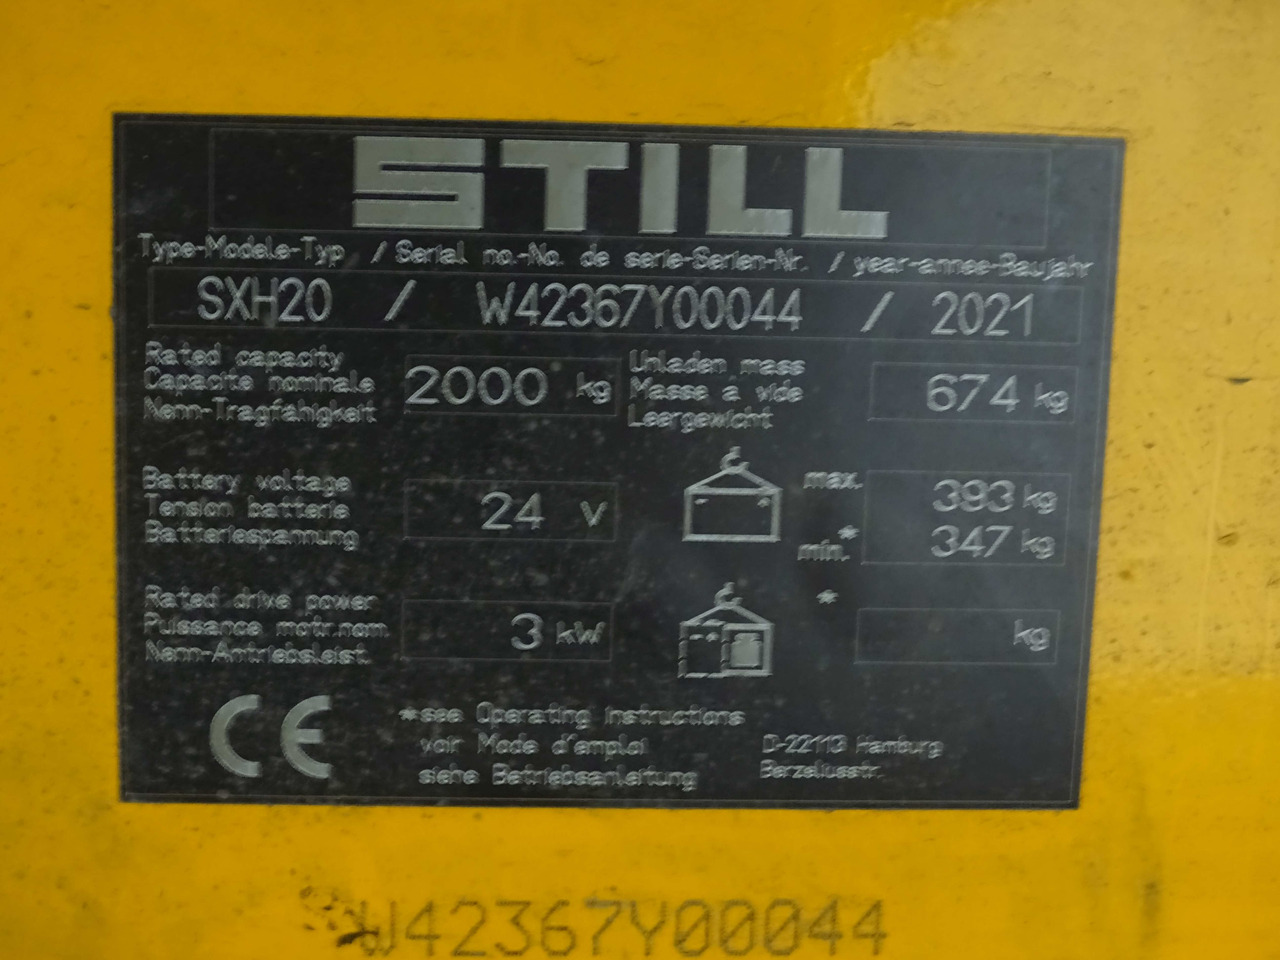 STILL
Type-Modele-Typ / Serial no.-No. de serie-Serien-Nr. / year-annee-Baujahr
SXH20 / W42367Y00044 / 2021
Rated capacity
Capacite nominale
Nenn-Tragfähigkeit
2000 kg
Unladen mass
Masse à vide
Leergewicht
674 kg
Battery voltage
Tension batterie
Batteriespannung
24 V
max. 393 kg
min.* 347 kg
Rated drive power
Puissance motr.nom.
Nenn-Antriebsleist.
3 kW
* kg
CE
*see Operating instructions
voir Mode d'emploi
siehe Betriebsanleitung
D-22113 Hamburg
Berzeliusstr.
W42367Y00044